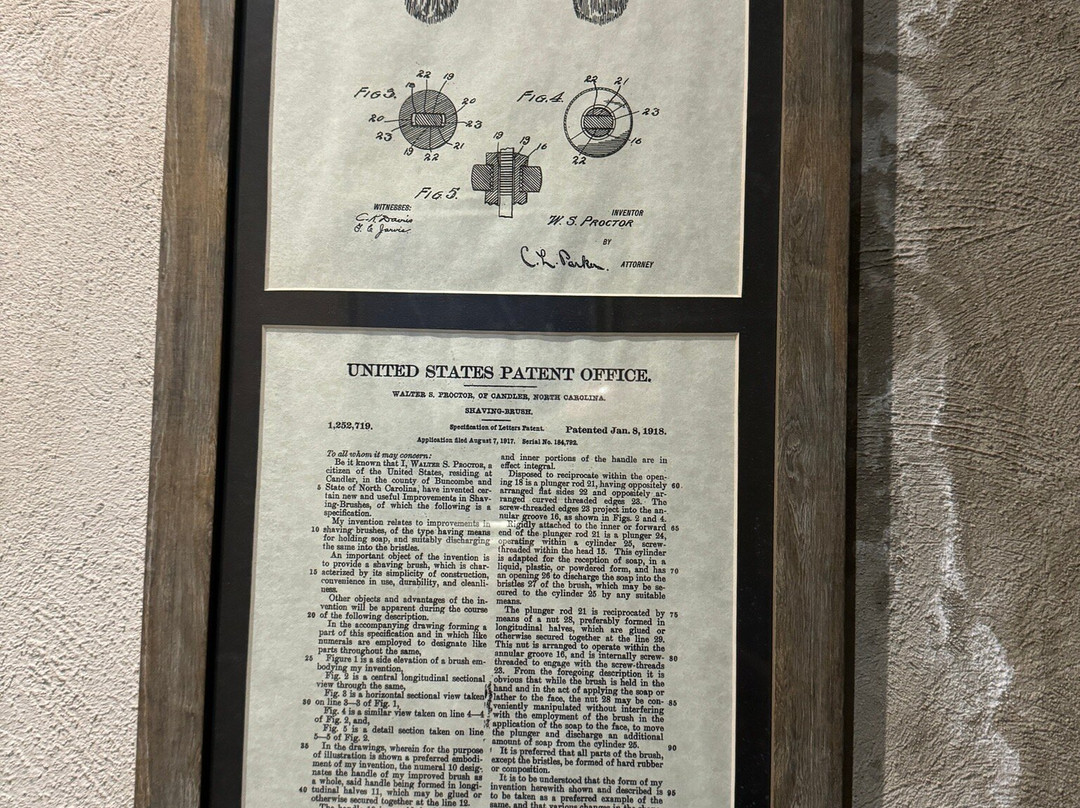 22 19
18
FIG 3.
20
20
23
23
19
22
21
FIG. 4.
22 21
23
16
22
19 19 16
FIG. 5.
WITNESSES:
C. K. Davis
INVENTOR
W. S. PROCTOR
BY
C. L. Parker.
ATTORNEY
UNITED STATES PATENT OFFICE.
WALTER S. PROCTOR, OF CANDLER, NORTH CAROLINA.
SHAVING-BRUSH.
1,252,719.
Specification of Letters Patent.
Patented Jan. 8, 1918.
Application filed August 7, 1917. Serial No. 184,792.
To all whom it may concern:
Be it known that I, WALTER S. PROCTOR, a
citizen of the United States, residing at
Candler, in the county of Buncombe and
5 State of North Carolina, have invented cer-
tain new and useful Improvements in Shav-
ing-Brushes, of which the following is a
specification.
My invention relates to improvements in
10 shaving brushes, of the type having means
for holding soap, and suitably discharging
the same into the bristles.
An important object of the invention is
to provide a shaving brush, which is char-
15 acterized by its simplicity of construction,
convenience in use, durability, and cleanli-
ness.
Other objects and advantages of the in-
vention will be apparent during the course
20 of the following description.
In the accompanying drawing forming a
part of this specification and in which like
numerals are employed to designate like
parts throughout the same,
25 Figure 1 is a side elevation of a brush em-
bodying my invention,
Fig. 2 is a central longitudinal sectional
view through the same,
Fig. 3 is a horizontal sectional view taken
30 on line 3—3 of Fig. 1,
Fig. 4 is a similar view taken on line 4—4
of Fig. 2, and,
Fig. 5 is a detail section taken on line
5—5 of Fig. 2.
35 In the drawings, wherein for the purpose
of illustration is shown a preferred embodi-
ment of my invention, the numeral 10 desig-
nates the handle of my improved brush as
a whole, said handle being formed in longi-
40 tudinal halves 11, which may be glued or
otherwise secured together at the line 12.
and inner portions of the handle are in
effect integral.
Disposed to reciprocate within the open-
ing 18 is a plunger rod 21, having oppositely 60
arranged flat sides 22 and oppositely ar-
ranged curved threaded edges 23. The
screw-threaded edges 23 project into the an-
nular groove 16, as shown in Figs. 2 and 4.
Rigidly attached to the inner or forward 65
end of the plunger rod 21 is a plunger 24,
operating within a cylinder 25, screw-
threaded within the head 15. This cylinder
is adapted for the reception of soap, in a
liquid, plastic, or powdered form, and has 70
an opening 26 to discharge the soap into the
bristles 27 of the brush, which may be se-
cured to the cylinder 25 by any suitable
means.
The plunger rod 21 is reciprocated by 75
means of a nut 28, preferably formed in
longitudinal halves, which are glued or
otherwise secured together at the line 29.
This nut is arranged to operate within the
annular groove 16, and is internally screw- 80
threaded to engage with the screw-threads
23. From the foregoing description it is
obvious that while the brush is held in the
hand and in the act of applying the soap or
lather to the face, the nut 28 may be con- 85
veniently manipulated without interfering
with the employment of the brush in the
application of the soap to the face, to move
the plunger and discharge an additional
amount of soap from the cylinder 25. 90
It is preferred that all parts of the brush,
except the bristles, be formed of hard rubber
or composition.
It is to be understood that the form of my
invention herewith shown and described is 95
to be taken as a preferred example of the
same, and that various changes in the